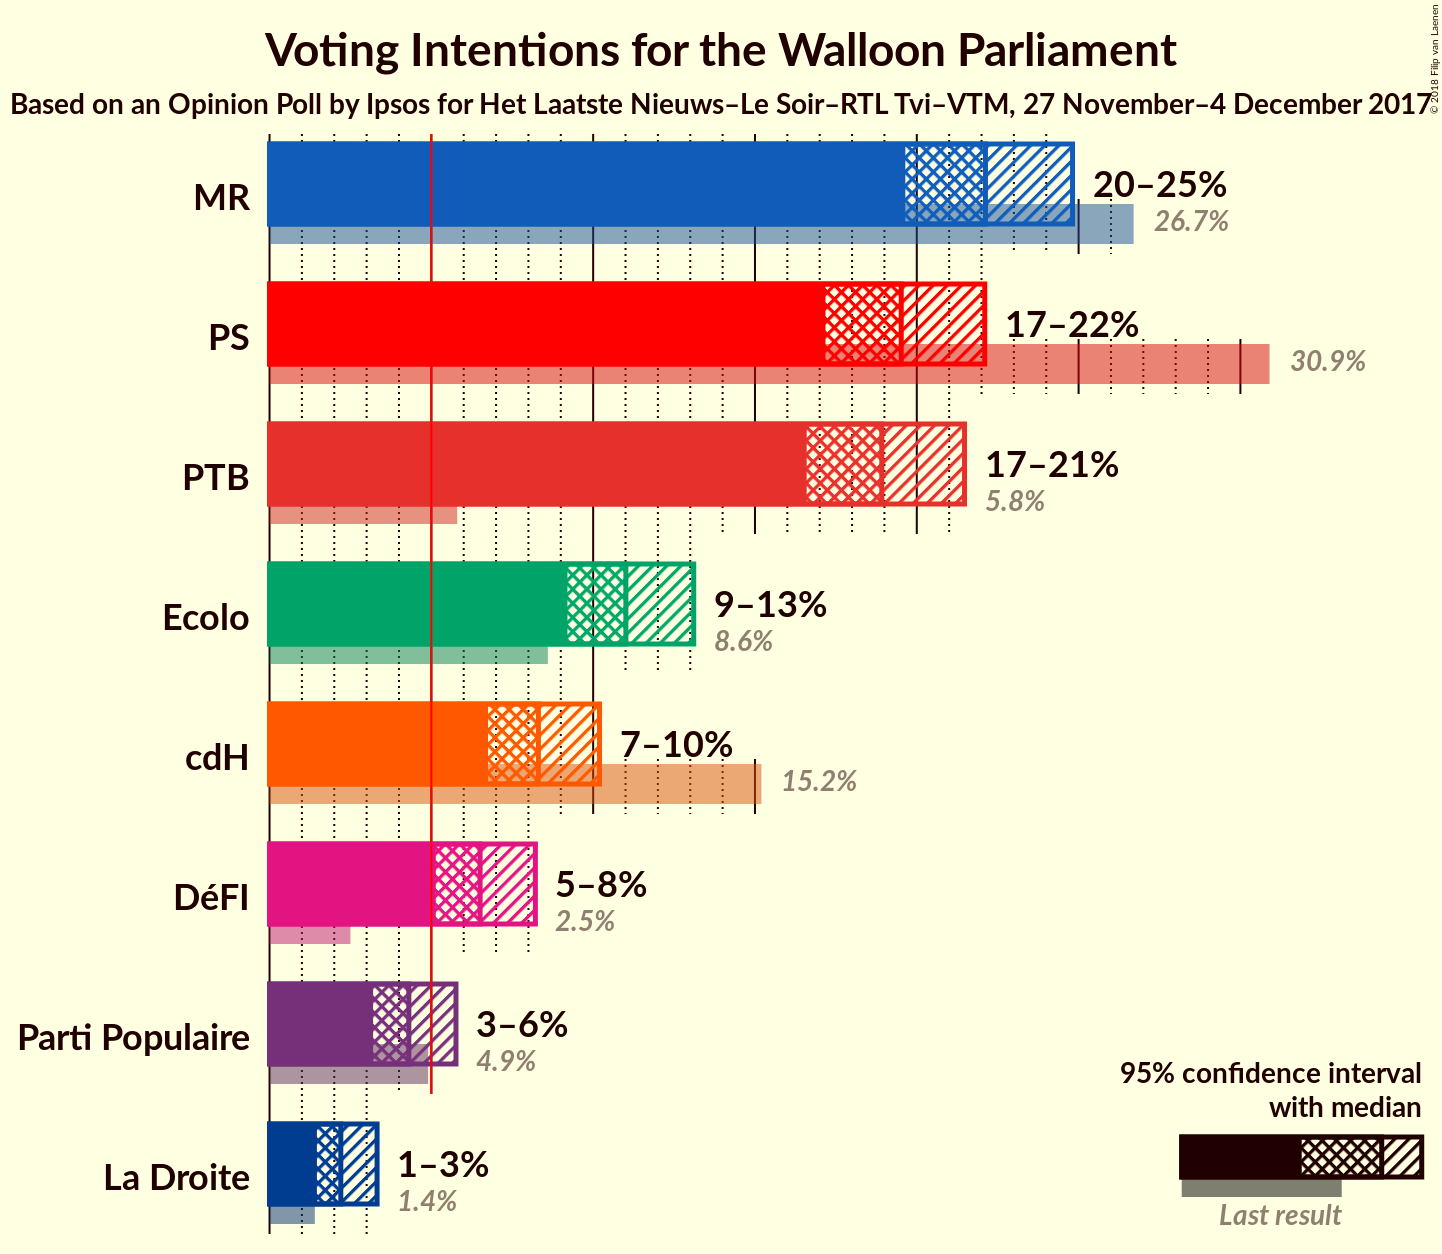 Voting Intentions for the Walloon Parliament
Based on an Opinion Poll by Ipsos for Het Laatste Nieuws–Le Soir–RTL Tvi–VTM, 27 November–4 December 2017
© 2018 Filip van Laenen
MR
20–25%
26.7%
PS
17–22%
30.9%
PTB
17–21%
5.8%
Ecolo
9–13%
8.6%
cdH
7–10%
15.2%
DéFI
5–8%
2.5%
Parti Populaire
3–6%
4.9%
La Droite
1–3%
1.4%
95% confidence interval
with median
Last result